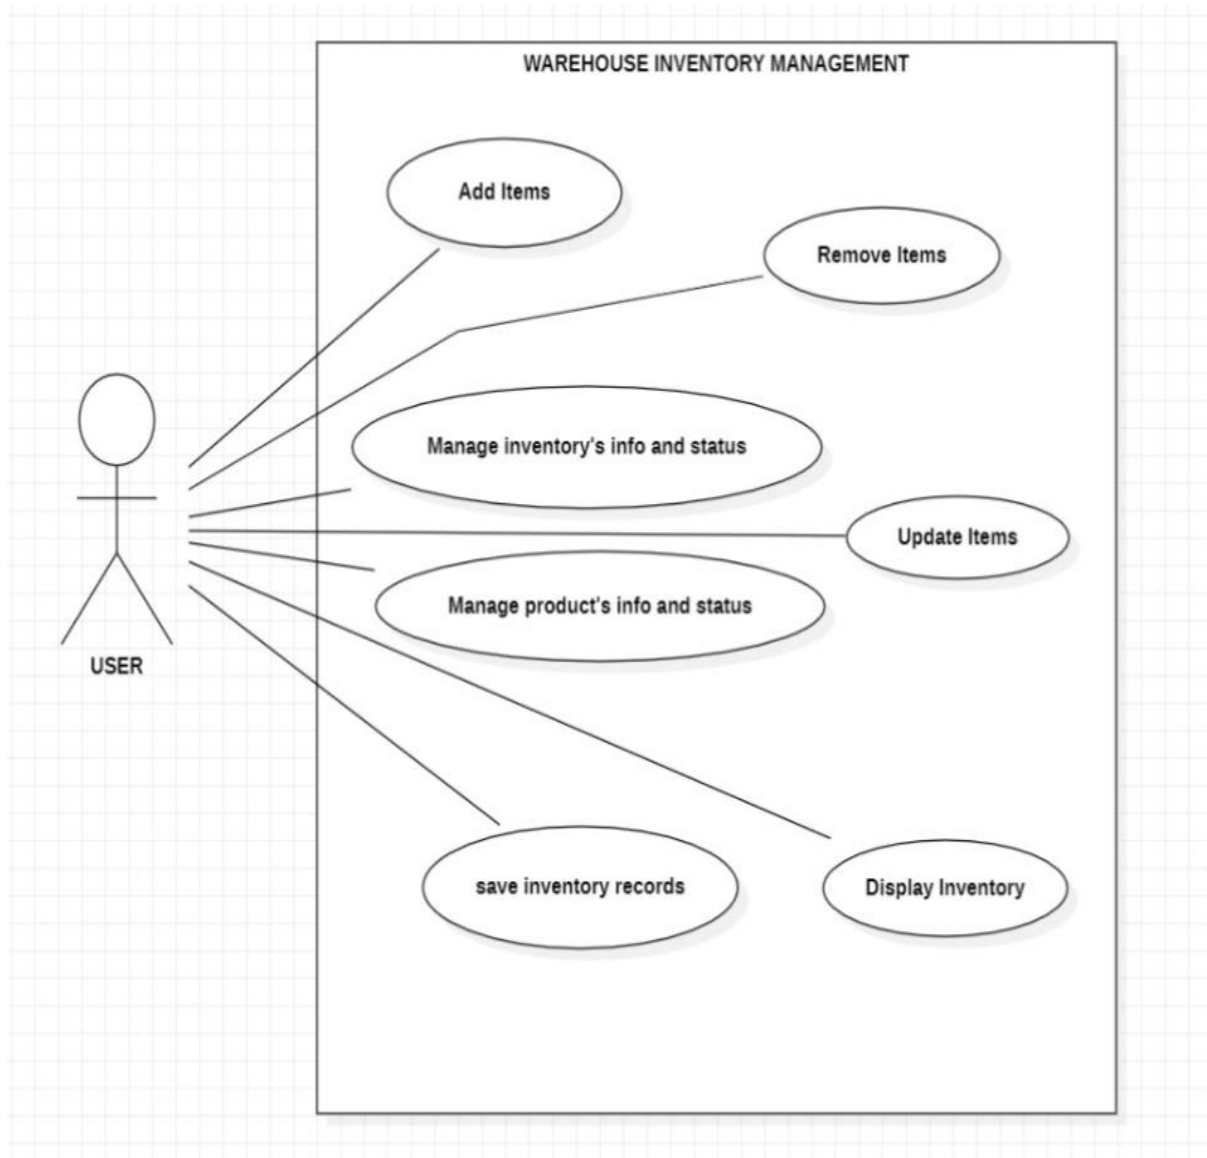 WAREHOUSE INVENTORY MANAGEMENT
Add Items
Remove Items
Manage inventory's info and status
Update Items
Manage product's info and status
USER
save inventory records
Display Inventory